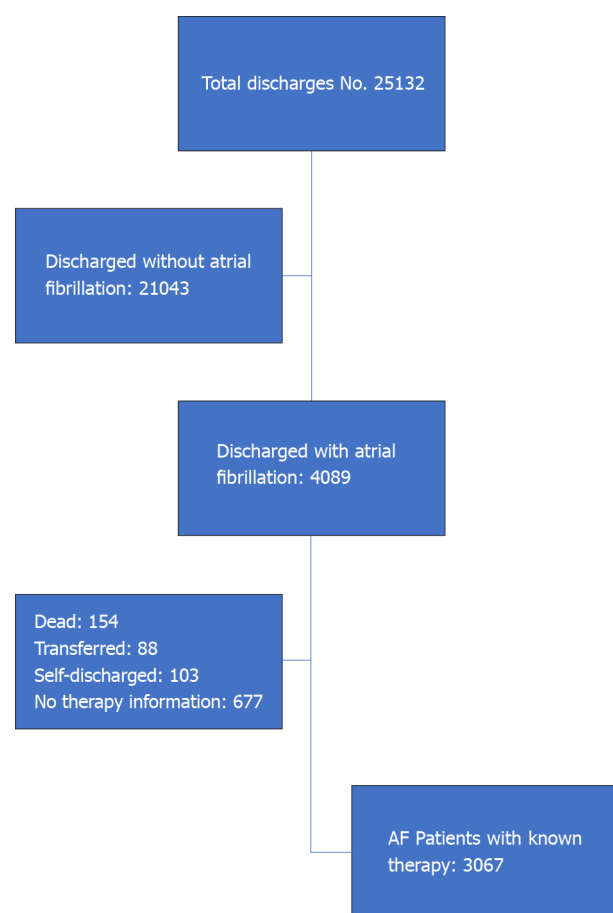 Total discharges No. 25132
Discharged without atrial
fibrillation: 21043
Discharged with atrial
fibrillation: 4089
Dead: 154
Transferred: 88
Self-discharged: 103
No therapy information: 677
AF Patients with known
therapy: 3067